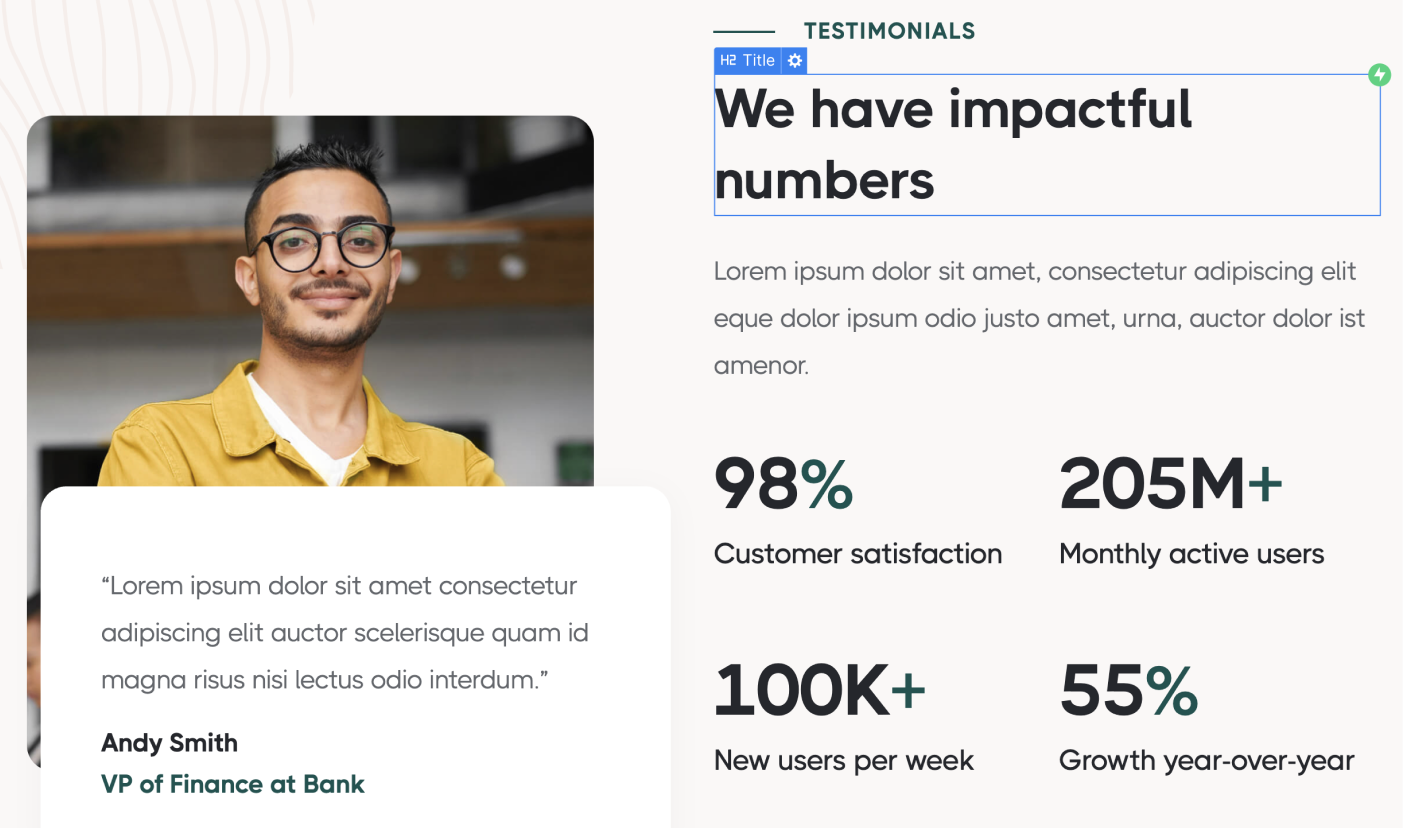 TESTIMONIALS
H2 Title
We have impactful
numbers
Lorem ipsum dolor sit amet, consectetur adipiscing elit
eque dolor ipsum odio justo amet, urna, auctor dolor ist
amenor.
98%
Customer satisfaction
205M+
Monthly active users
100K+
New users per week
55%
Growth year-over-year
“Lorem ipsum dolor sit amet consectetur
adipiscing elit auctor scelerisque quam id
magna risus nisi lectus odio interdum.”
Andy Smith
VP of Finance at Bank